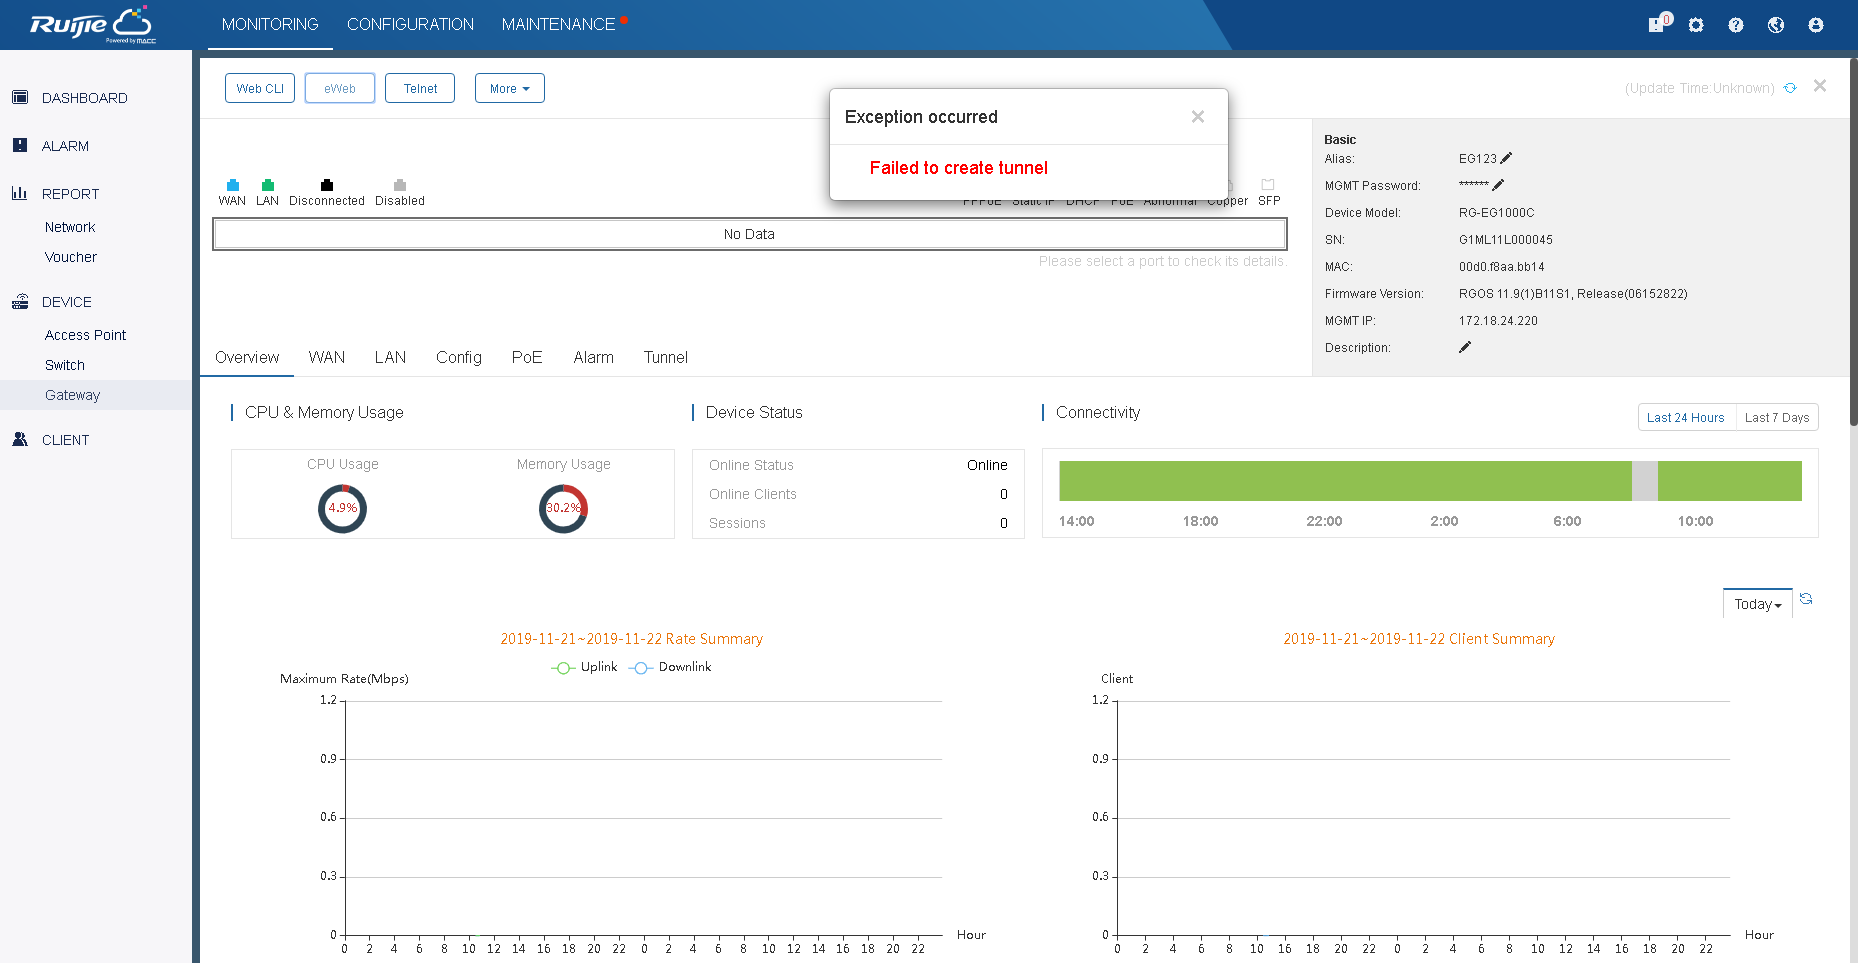 Ruijie
Powered by MACC
MONITORING CONFIGURATION MAINTENANCE
0
DASHBOARD
ALARM
REPORT
Network
Voucher
DEVICE
Access Point
Switch
Gateway
CLIENT
Web CLI eWeb Telnet More
(Update Time:Unknown)
Exception occurred
Failed to create tunnel
WAN LAN Disconnected Disabled
PPPoE Static IP DHCP PoE Abnormal Copper SFP
No Data
Please select a port to check its details.
Basic
Alias: EG123
MGMT Password: ******
Device Model: RG-EG1000C
SN: G1ML11L000045
MAC: 00d0.f8aa.bb14
Firmware Version: RGOS 11.9(1)B11S1, Release(06152822)
MGMT IP: 172.18.24.220
Description:
Overview WAN LAN Config PoE Alarm Tunnel
CPU & Memory Usage
CPU Usage Memory Usage
4.9% 30.2%
Device Status
Online Status Online
Online Clients 0
Sessions 0
Connectivity
Last 24 Hours Last 7 Days
14:00 18:00 22:00 2:00 6:00 10:00
Today
2019-11-21~2019-11-22 Rate Summary
Uplink Downlink
Maximum Rate(Mbps)
1.2
0.9
0.6
0.3
0
0 2 4 6 8 10 12 14 16 18 20 22 0 2 4 6 8 10 12 14 16 18 20 22
Hour
2019-11-21~2019-11-22 Client Summary
Client
1.2
0.9
0.6
0.3
0
0 2 4 6 8 10 12 14 16 18 20 22 0 2 4 6 8 10 12 14 16 18 20 22
Hour